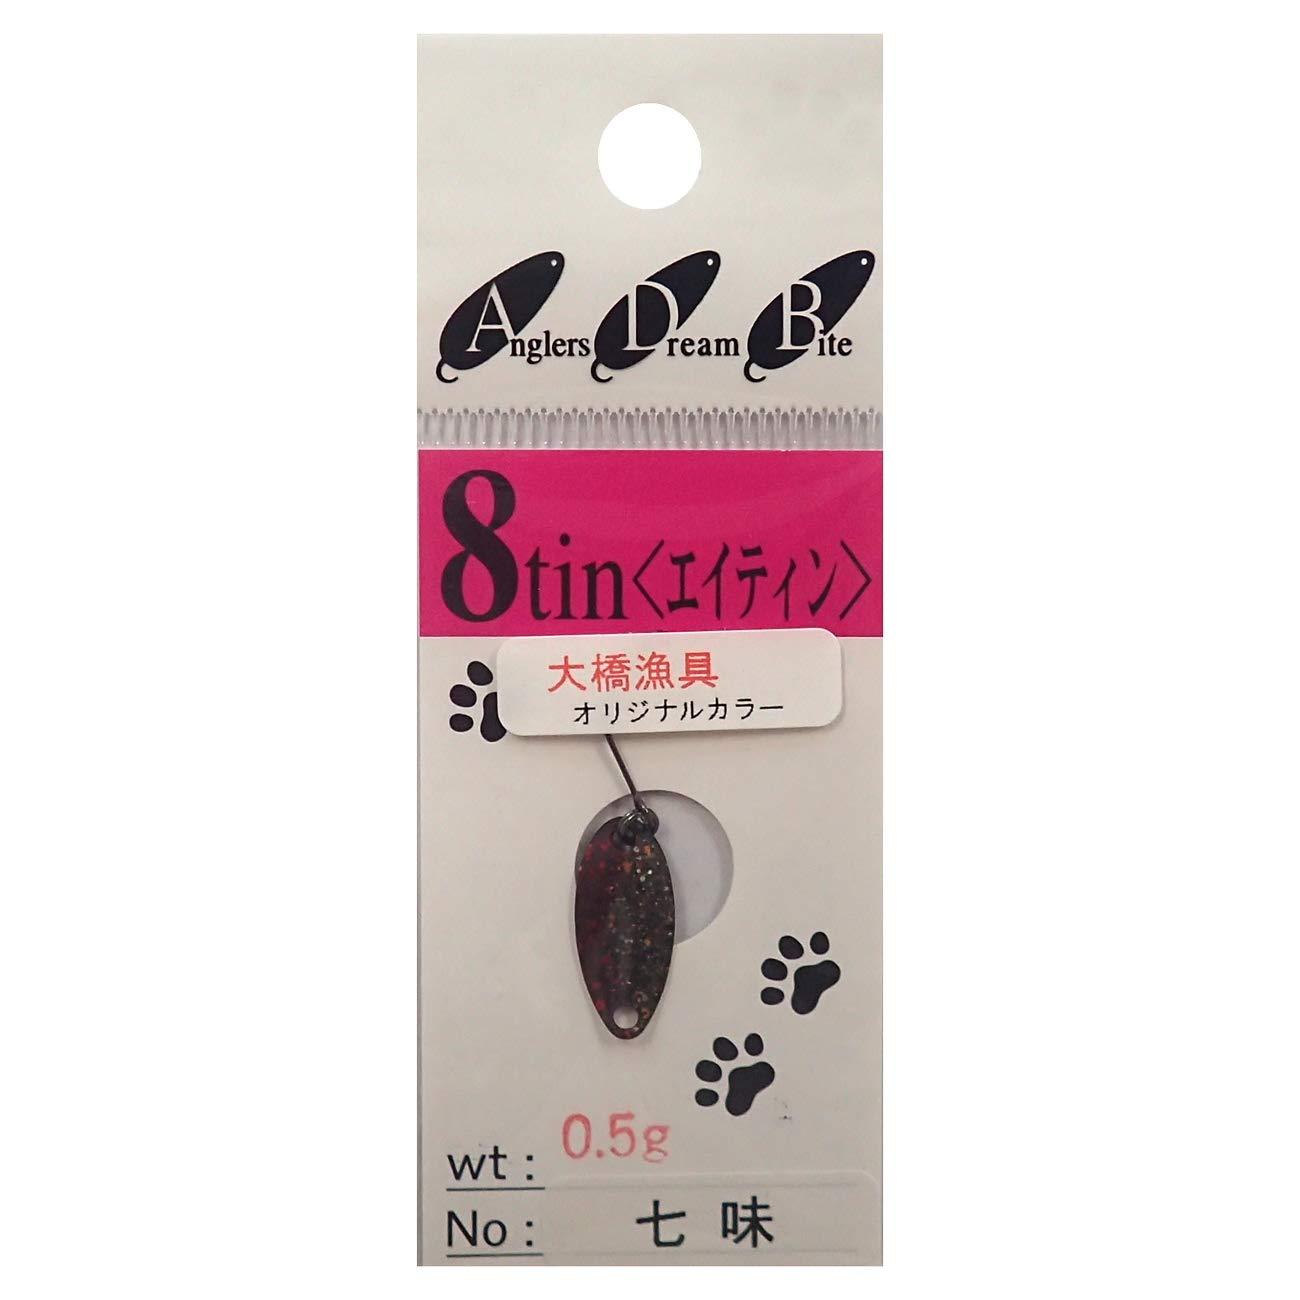 Anglers Dream Bite
8tin〈エイティン〉
大橋漁具
オリジナルカラー
wt: 0.5g
No: 七味